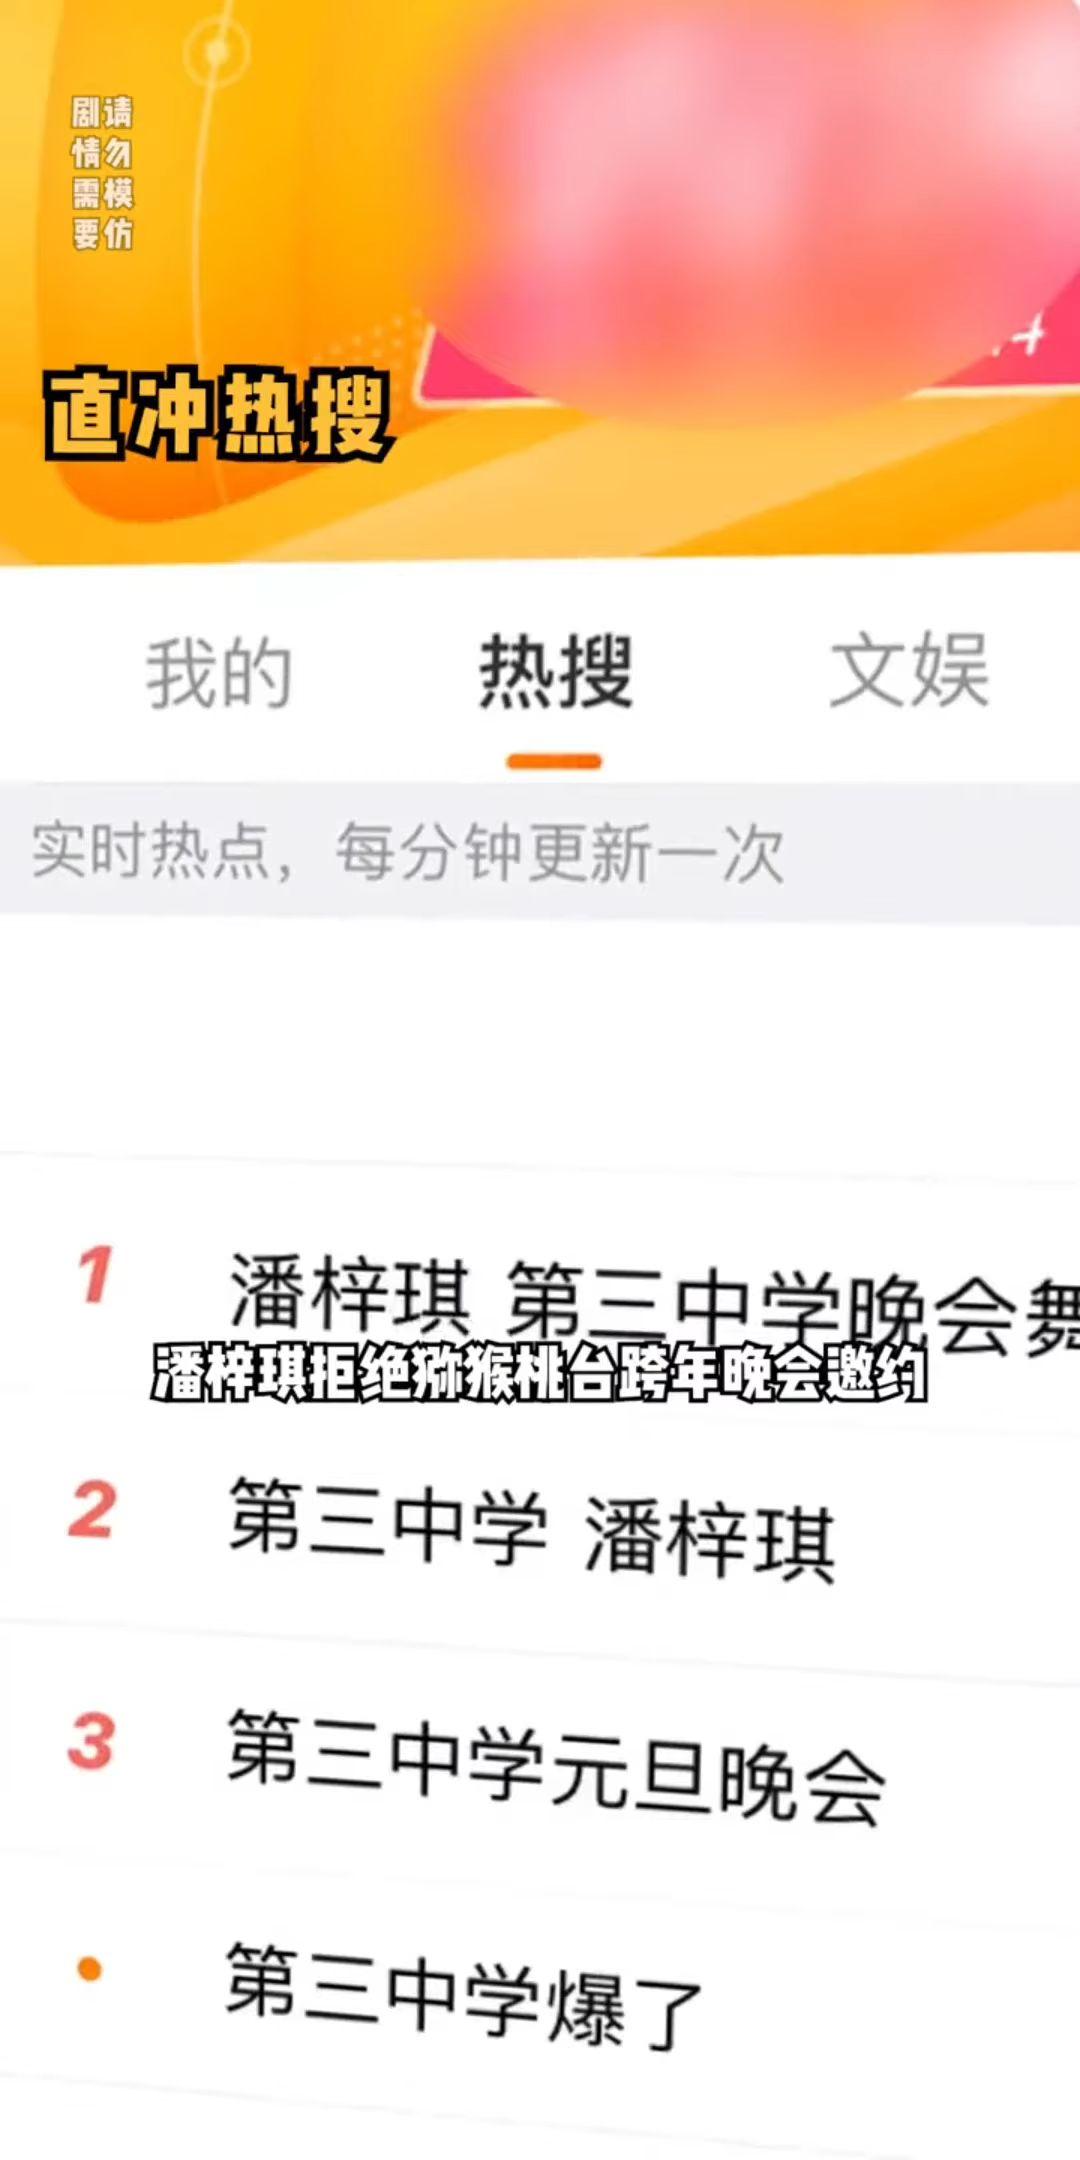 剧情需要
请勿模仿
直冲热搜
我的 热搜 文娱
实时热点，每分钟更新一次
1 潘梓琪 第三中学晚会舞
潘梓琪拒绝猕猴桃台跨年晚会邀约
2 第三中学 潘梓琪
3 第三中学元旦晚会
第三中学爆了